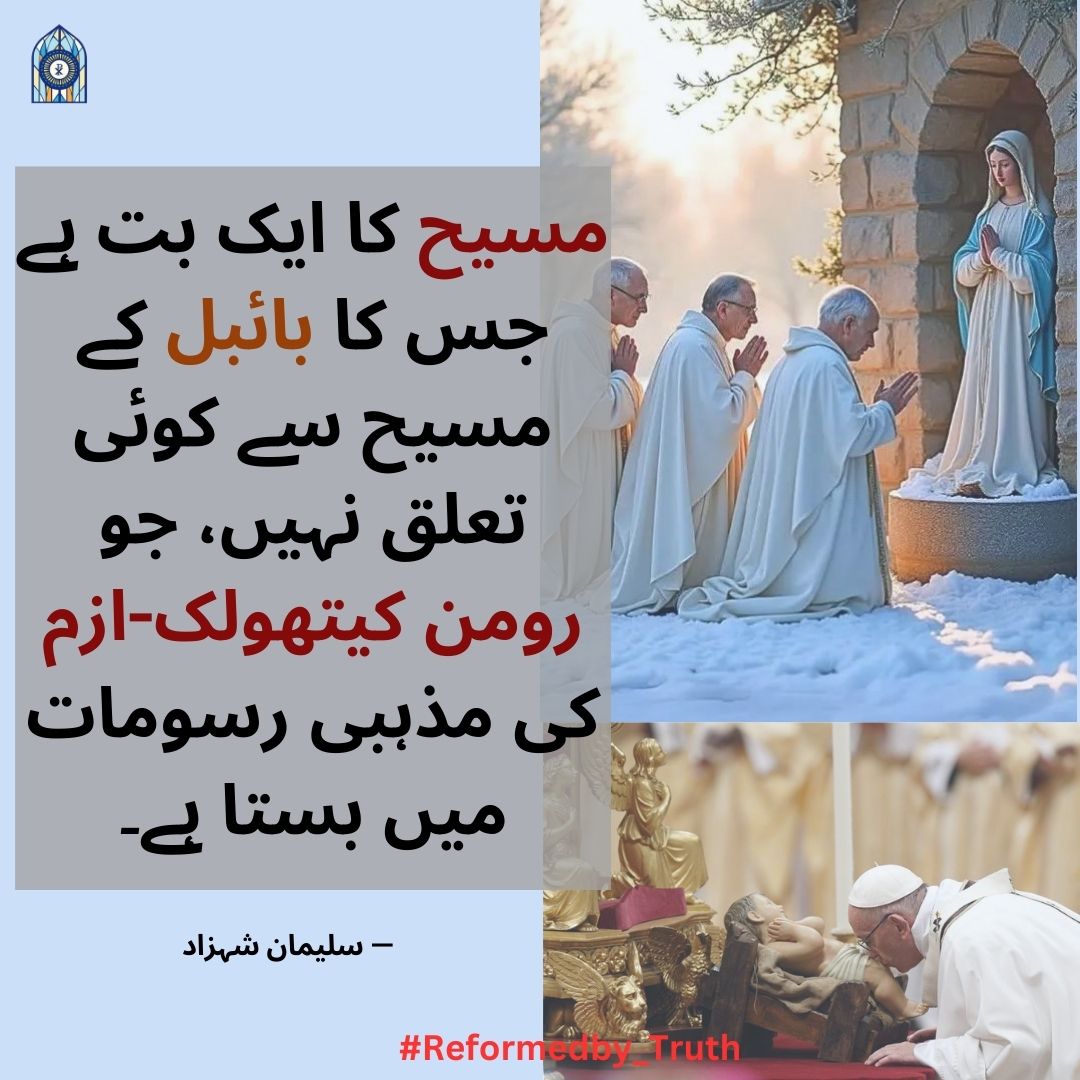 مسیح کا ایک بت ہے
جس کا بائبل کے
مسیح سے کوئی
تعلق نہیں، جو
رومن کیتھولک-ازم
کی مذہبی رسومات
میں بستا ہے۔
— سلیمان شہزاد
#Reformedby_Truth